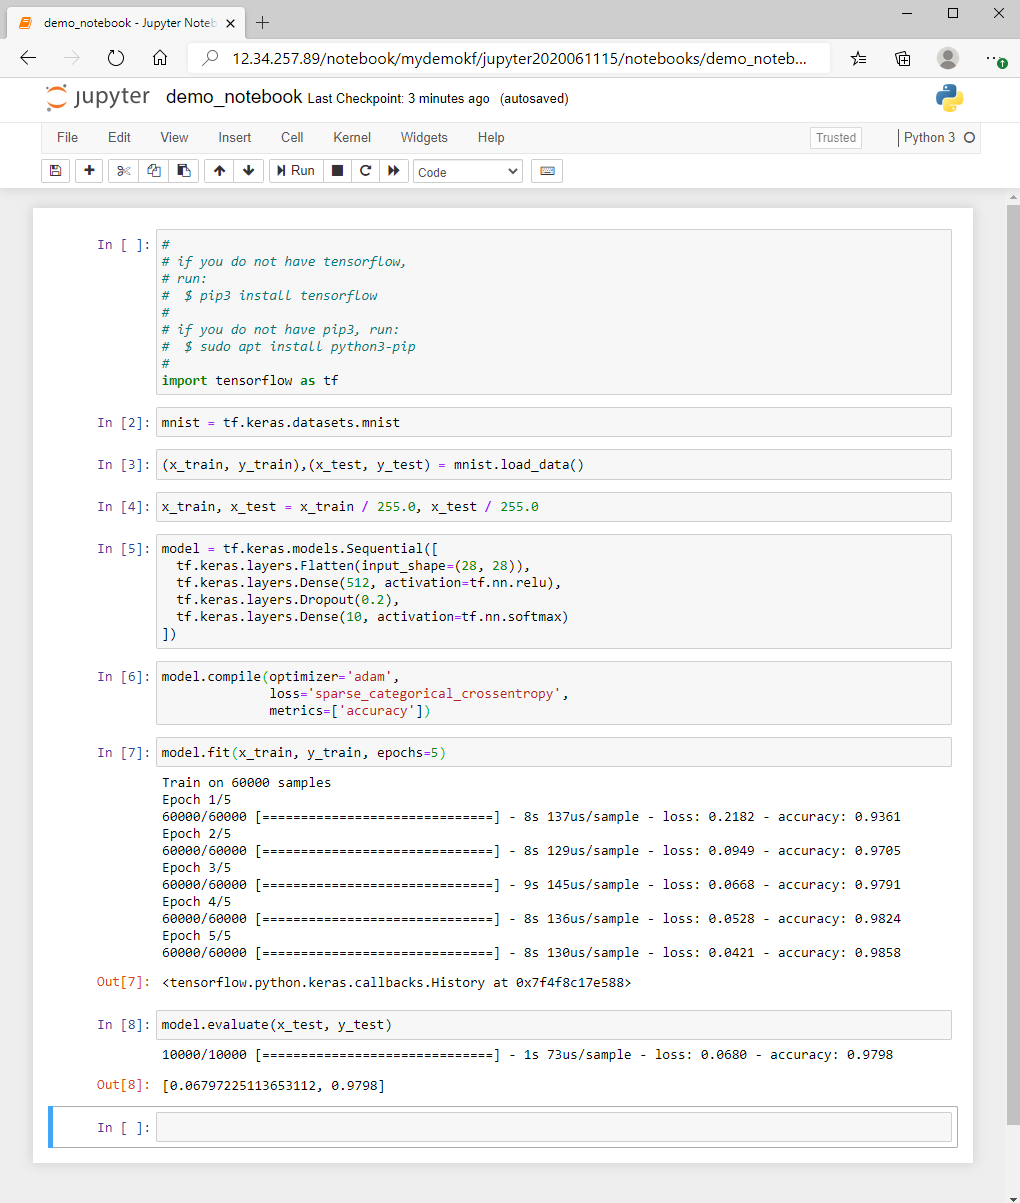 demo_notebook - Jupyter Noteb
12.34.257.89/notebook/mydemokf/jupyter2020061115/notebooks/demo_noteb...
jupyter demo_notebook Last Checkpoint: 3 minutes ago (autosaved)
File Edit View Insert Cell Kernel Widgets Help Trusted Python 3
Run Code
In [ ]: #
# if you do not have tensorflow,
# run:
#  $ pip3 install tensorflow
#
# if you do not have pip3, run:
#  $ sudo apt install python3-pip
#
import tensorflow as tf
In [2]: mnist = tf.keras.datasets.mnist
In [3]: (x_train, y_train),(x_test, y_test) = mnist.load_data()
In [4]: x_train, x_test = x_train / 255.0, x_test / 255.0
In [5]: model = tf.keras.models.Sequential([
  tf.keras.layers.Flatten(input_shape=(28, 28)),
  tf.keras.layers.Dense(512, activation=tf.nn.relu),
  tf.keras.layers.Dropout(0.2),
  tf.keras.layers.Dense(10, activation=tf.nn.softmax)
])
In [6]: model.compile(optimizer='adam',
              loss='sparse_categorical_crossentropy',
              metrics=['accuracy'])
In [7]: model.fit(x_train, y_train, epochs=5)
Train on 60000 samples
Epoch 1/5
60000/60000 [==============================] - 8s 137us/sample - loss: 0.2182 - accuracy: 0.9361
Epoch 2/5
60000/60000 [==============================] - 8s 129us/sample - loss: 0.0949 - accuracy: 0.9705
Epoch 3/5
60000/60000 [==============================] - 9s 145us/sample - loss: 0.0668 - accuracy: 0.9791
Epoch 4/5
60000/60000 [==============================] - 8s 136us/sample - loss: 0.0528 - accuracy: 0.9824
Epoch 5/5
60000/60000 [==============================] - 8s 130us/sample - loss: 0.0421 - accuracy: 0.9858
Out[7]: <tensorflow.python.keras.callbacks.History at 0x7f4f8c17e588>
In [8]: model.evaluate(x_test, y_test)
10000/10000 [==============================] - 1s 73us/sample - loss: 0.0680 - accuracy: 0.9798
Out[8]: [0.06797225113653112, 0.9798]
In [ ]: